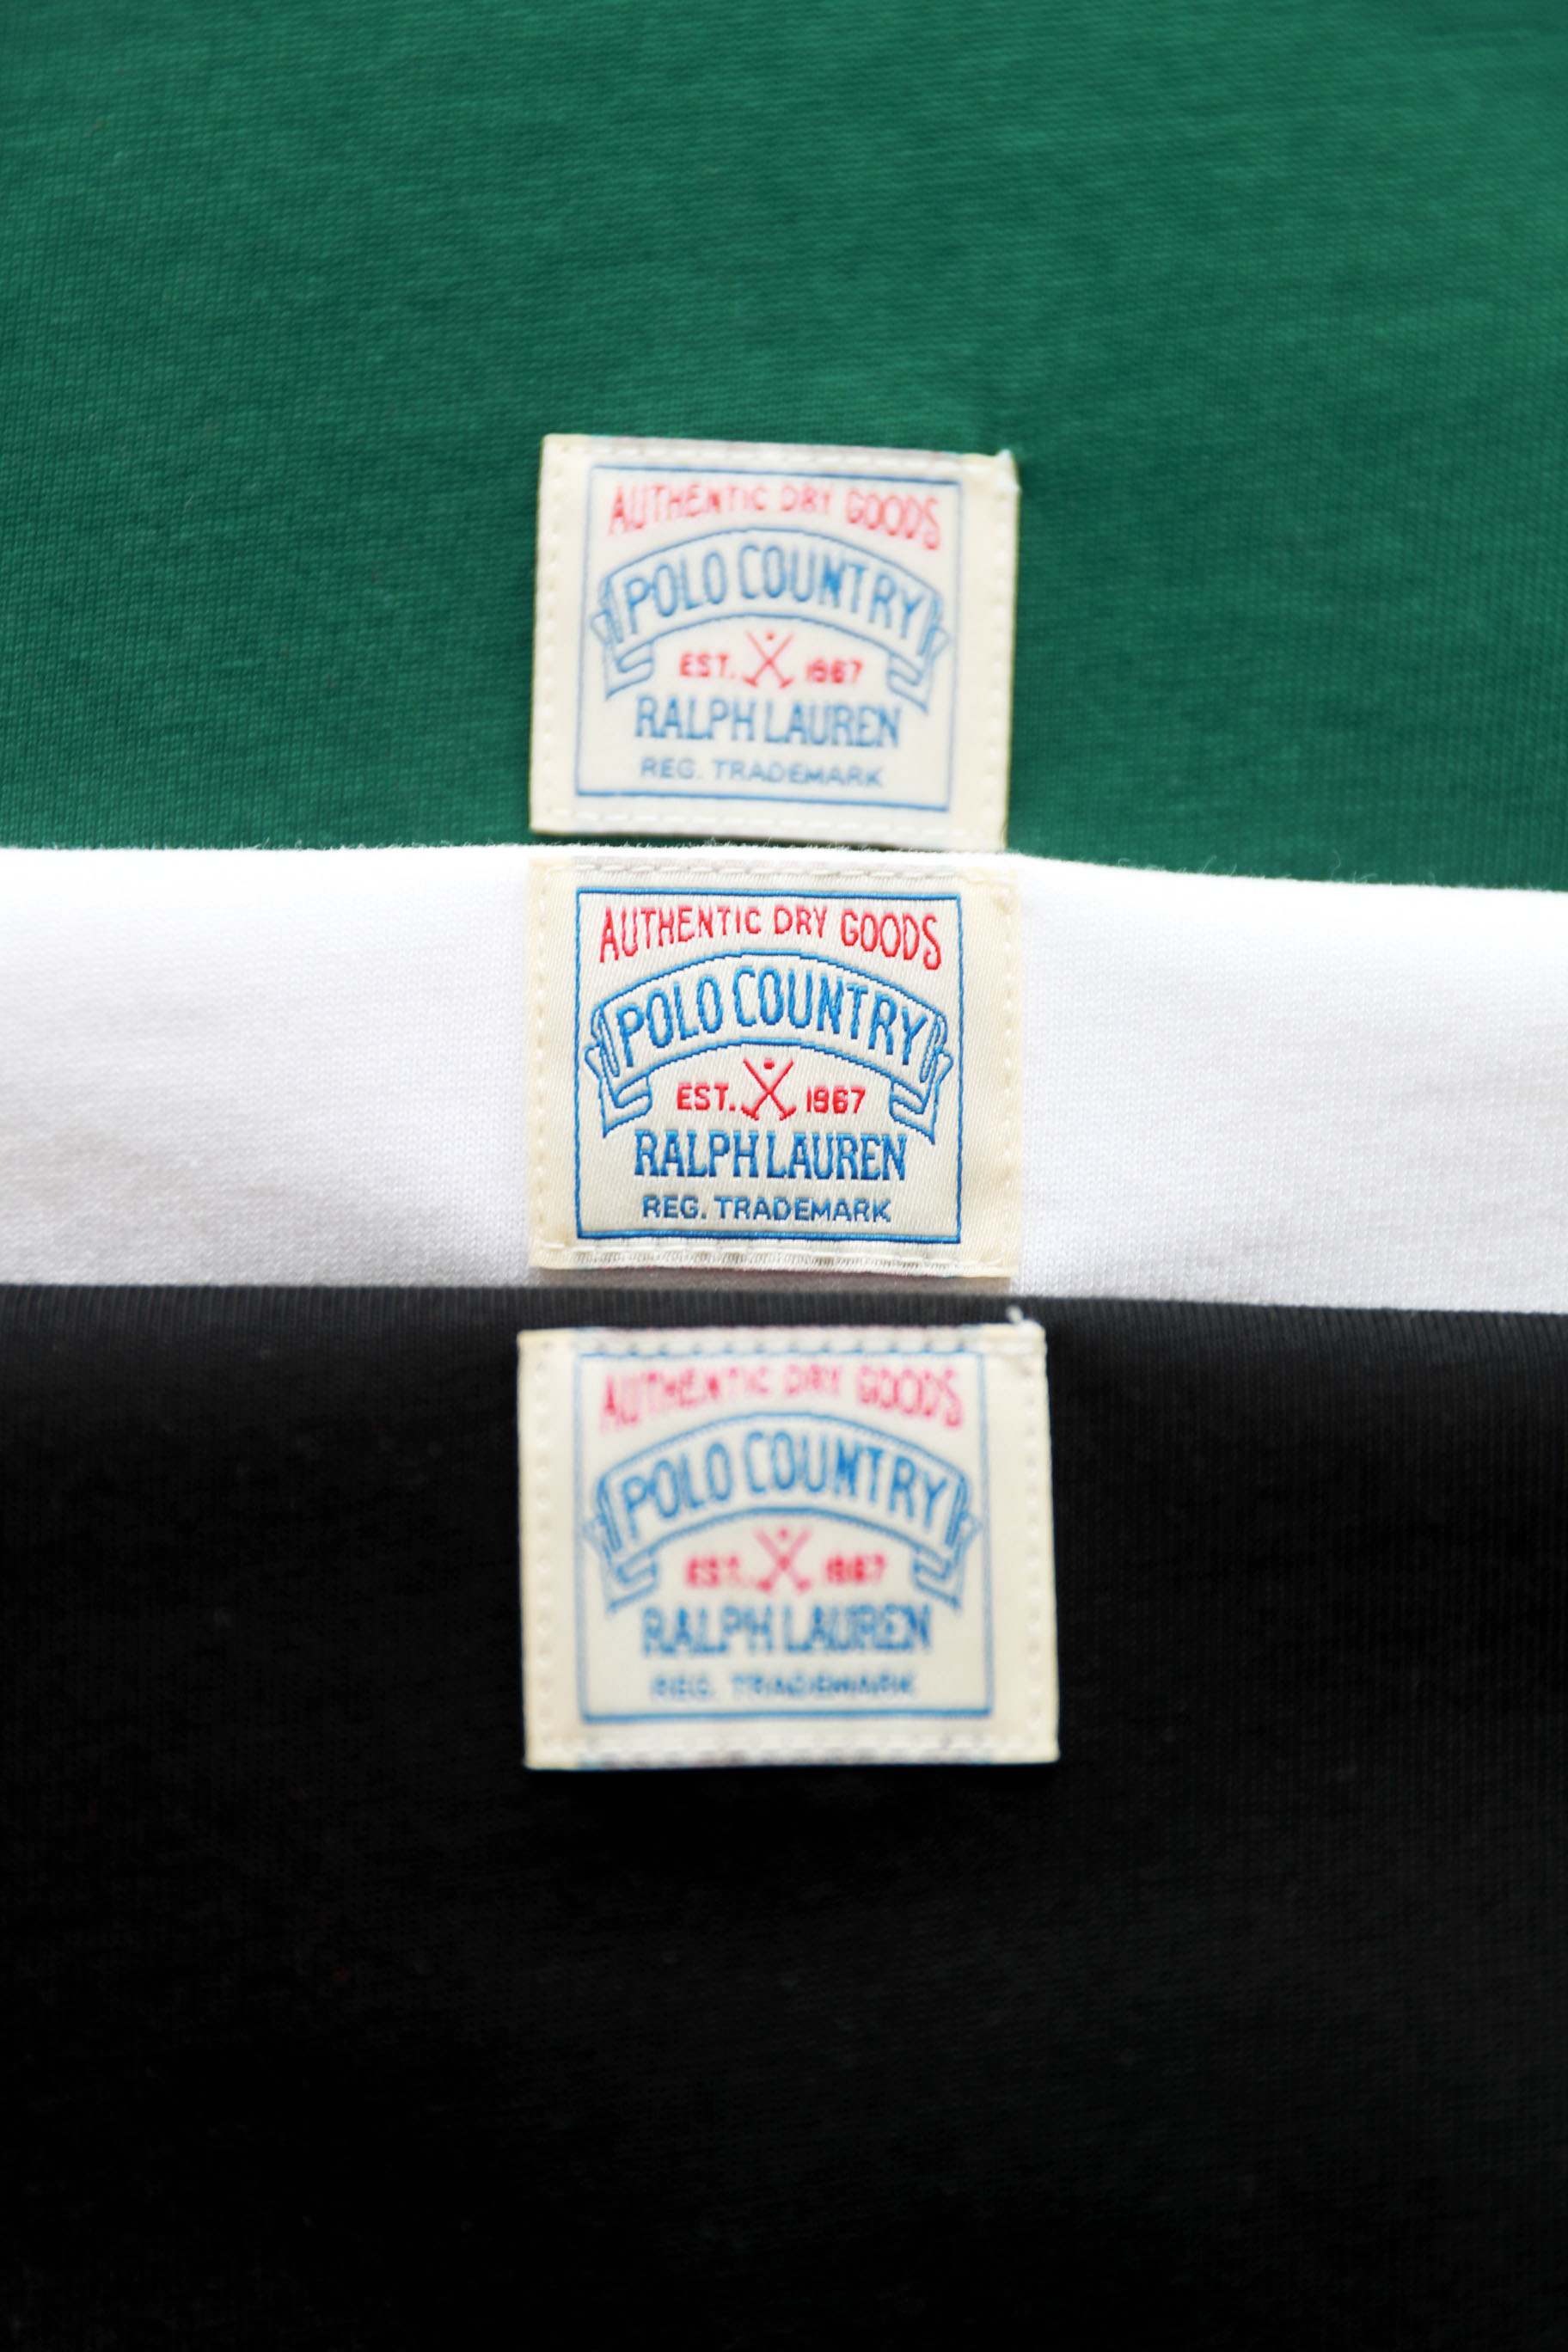 AUTHENTIC DRY GOODS
POLO COUNTRY
EST. 1967
RALPH LAUREN
REG. TRADEMARK
AUTHENTIC DRY GOODS
POLO COUNTRY
EST. 1967
RALPH LAUREN
REG. TRADEMARK
AUTHENTIC DRY GOODS
POLO COUNTRY
EST. 1967
RALPH LAUREN
REG. TRADEMARK